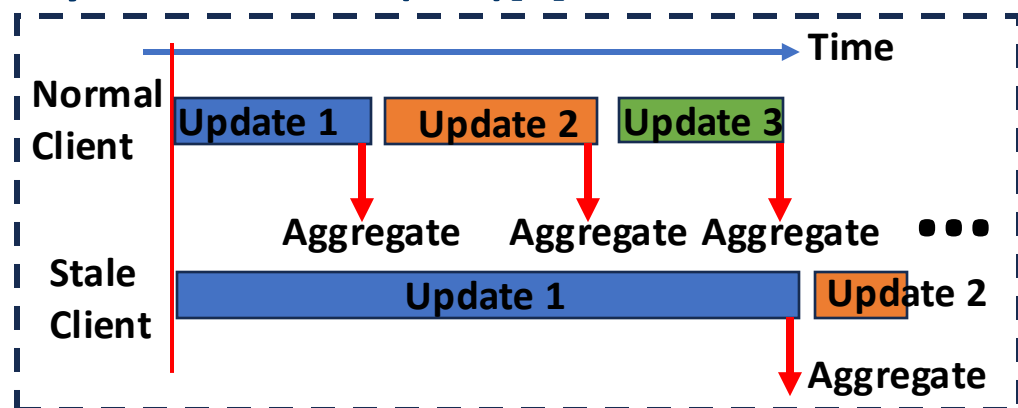 Time
Normal
Client
Update 1
Update 2
Update 3
Aggregate
Aggregate
Aggregate
...
Stale
Client
Update 1
Update 2
Aggregate